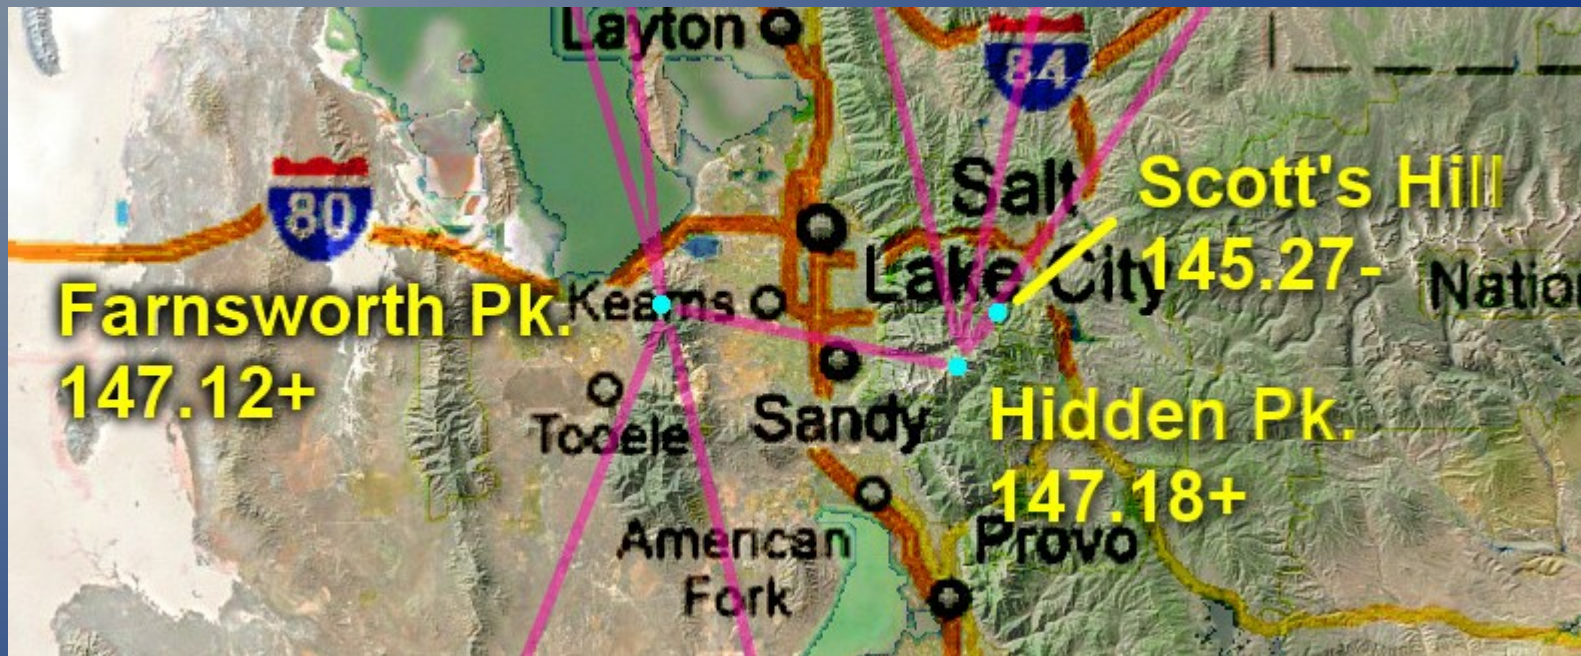 Layton
84
80
Salt
Lake City
Scott's Hill
145.27-
Natio
Farnsworth Pk.
147.12+
Kearns
Tooele
Sandy
Hidden Pk.
147.18+
American
Fork
Provo